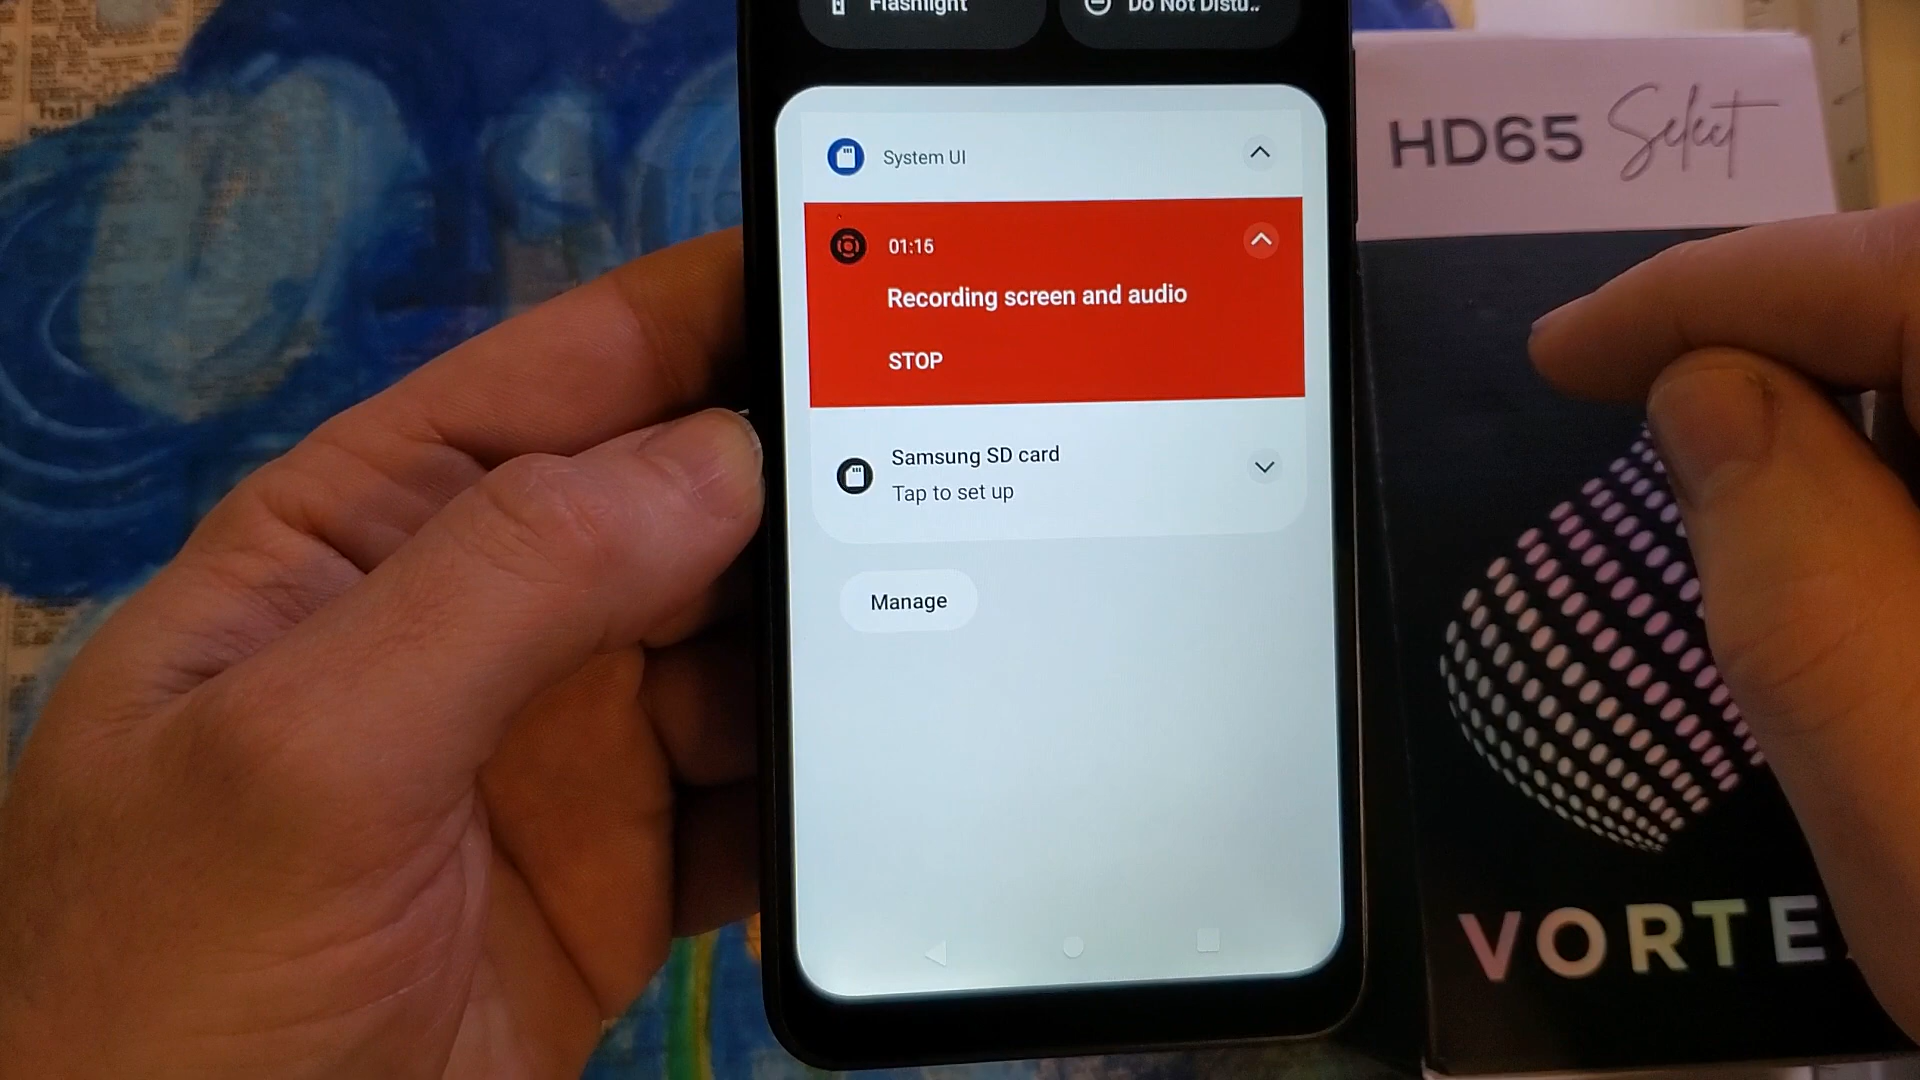 Flashlight
Do Not Distu..
System UI
01:15
Recording screen and audio
STOP
Samsung SD card
Tap to set up
Manage
HD65 Select
VORTE